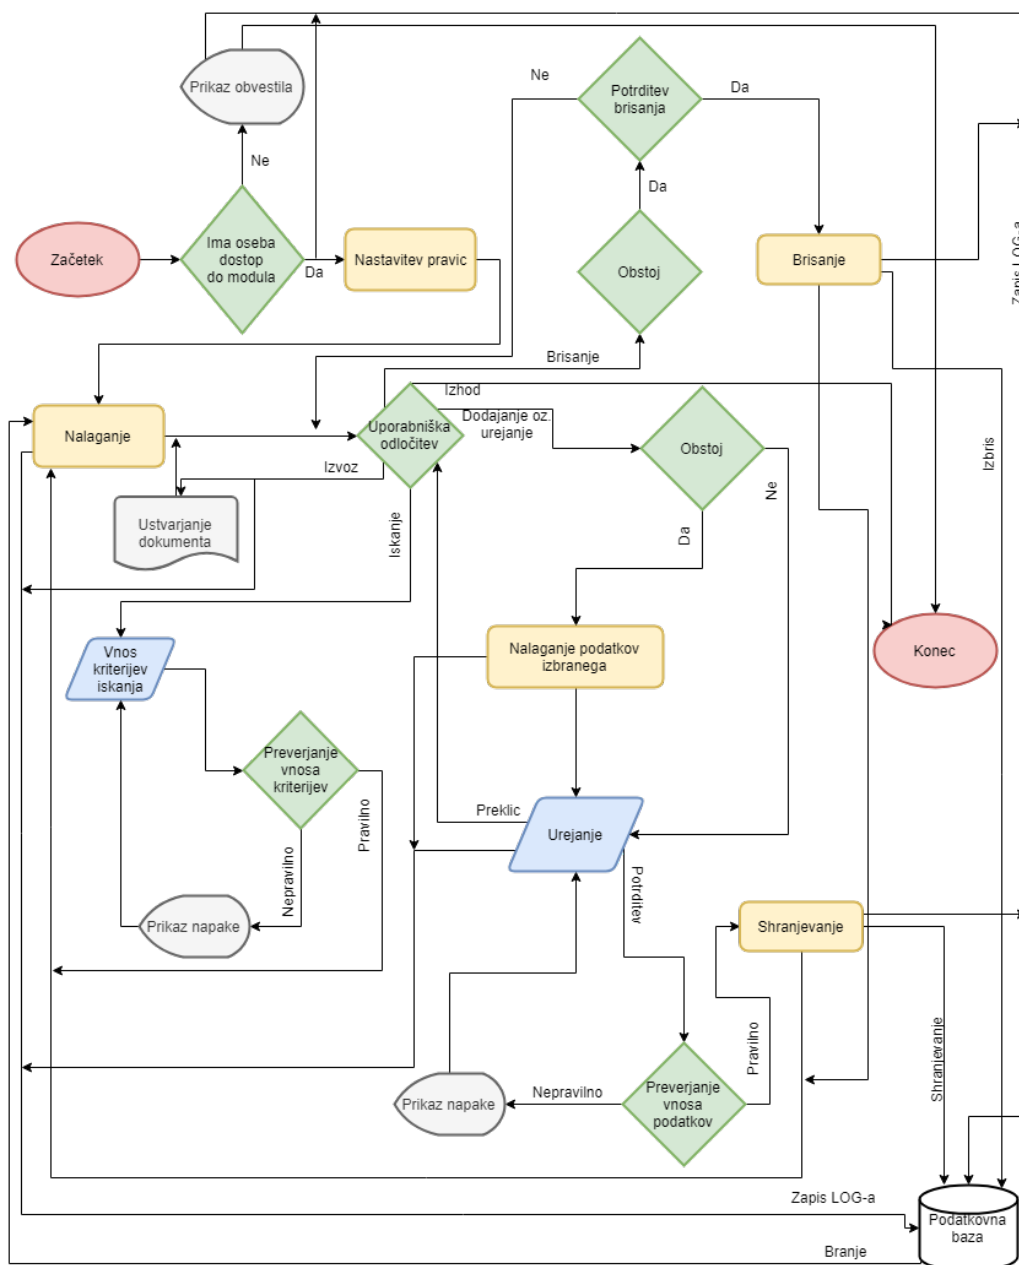 Prikaz obvestila
Ne
Potrditev
brisanja
Ne
Da
Da
Začetek
Ima oseba
dostop
do modula
Da
Nastavitev pravic
Obstoj
Brisanje
Zapis LOG-a
Brisanje
Izhod
Nalaganje
Uporabniška
odločitev
Dodajanje oz.
urejanje
Obstoj
Izbris
Izvoz
Ne
Ustvarjanje
dokumenta
Iskanje
Da
Vnos
kriterijev
iskanja
Nalaganje podatkov
izbranega
Konec
Preverjanje
vnosa
kriterijev
Pravilno
Preklic
Urejanje
Nepravilno
Potrditev
Prikaz napake
Shranjevanje
Pravilno
Shranjevanje
Nepravilno
Prikaz napake
Preverjanje
vnosa
podatkov
Zapis LOG-a
Podatkovna
baza
Branje